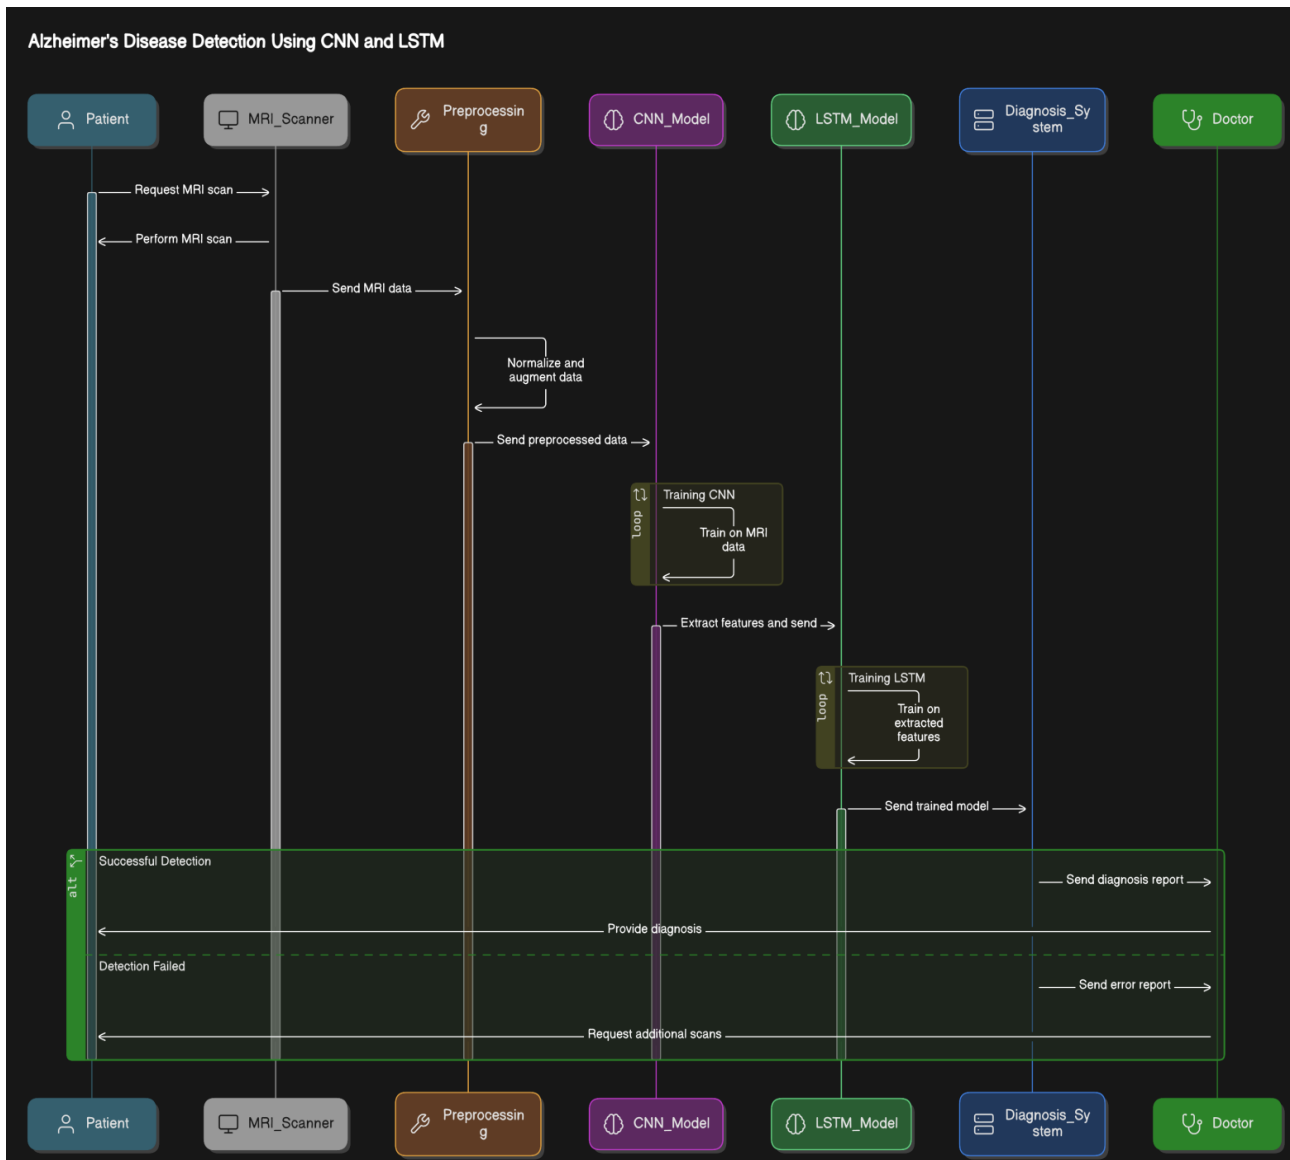 Alzheimer's Disease Detection Using CNN and LSTM
Patient
MRI_Scanner
Preprocessin
g
CNN_Model
LSTM_Model
Diagnosis_Sy
stem
Doctor
Request MRI scan
Perform MRI scan
Send MRI data
Normalize and
augment data
Send preprocessed data
loop
Training CNN
Train on MRI
data
Extract features and send
loop
Training LSTM
Train on
extracted
features
Send trained model
alt
Successful Detection
Send diagnosis report
Provide diagnosis
Detection Failed
Send error report
Request additional scans
Patient
MRI_Scanner
Preprocessin
g
CNN_Model
LSTM_Model
Diagnosis_Sy
stem
Doctor